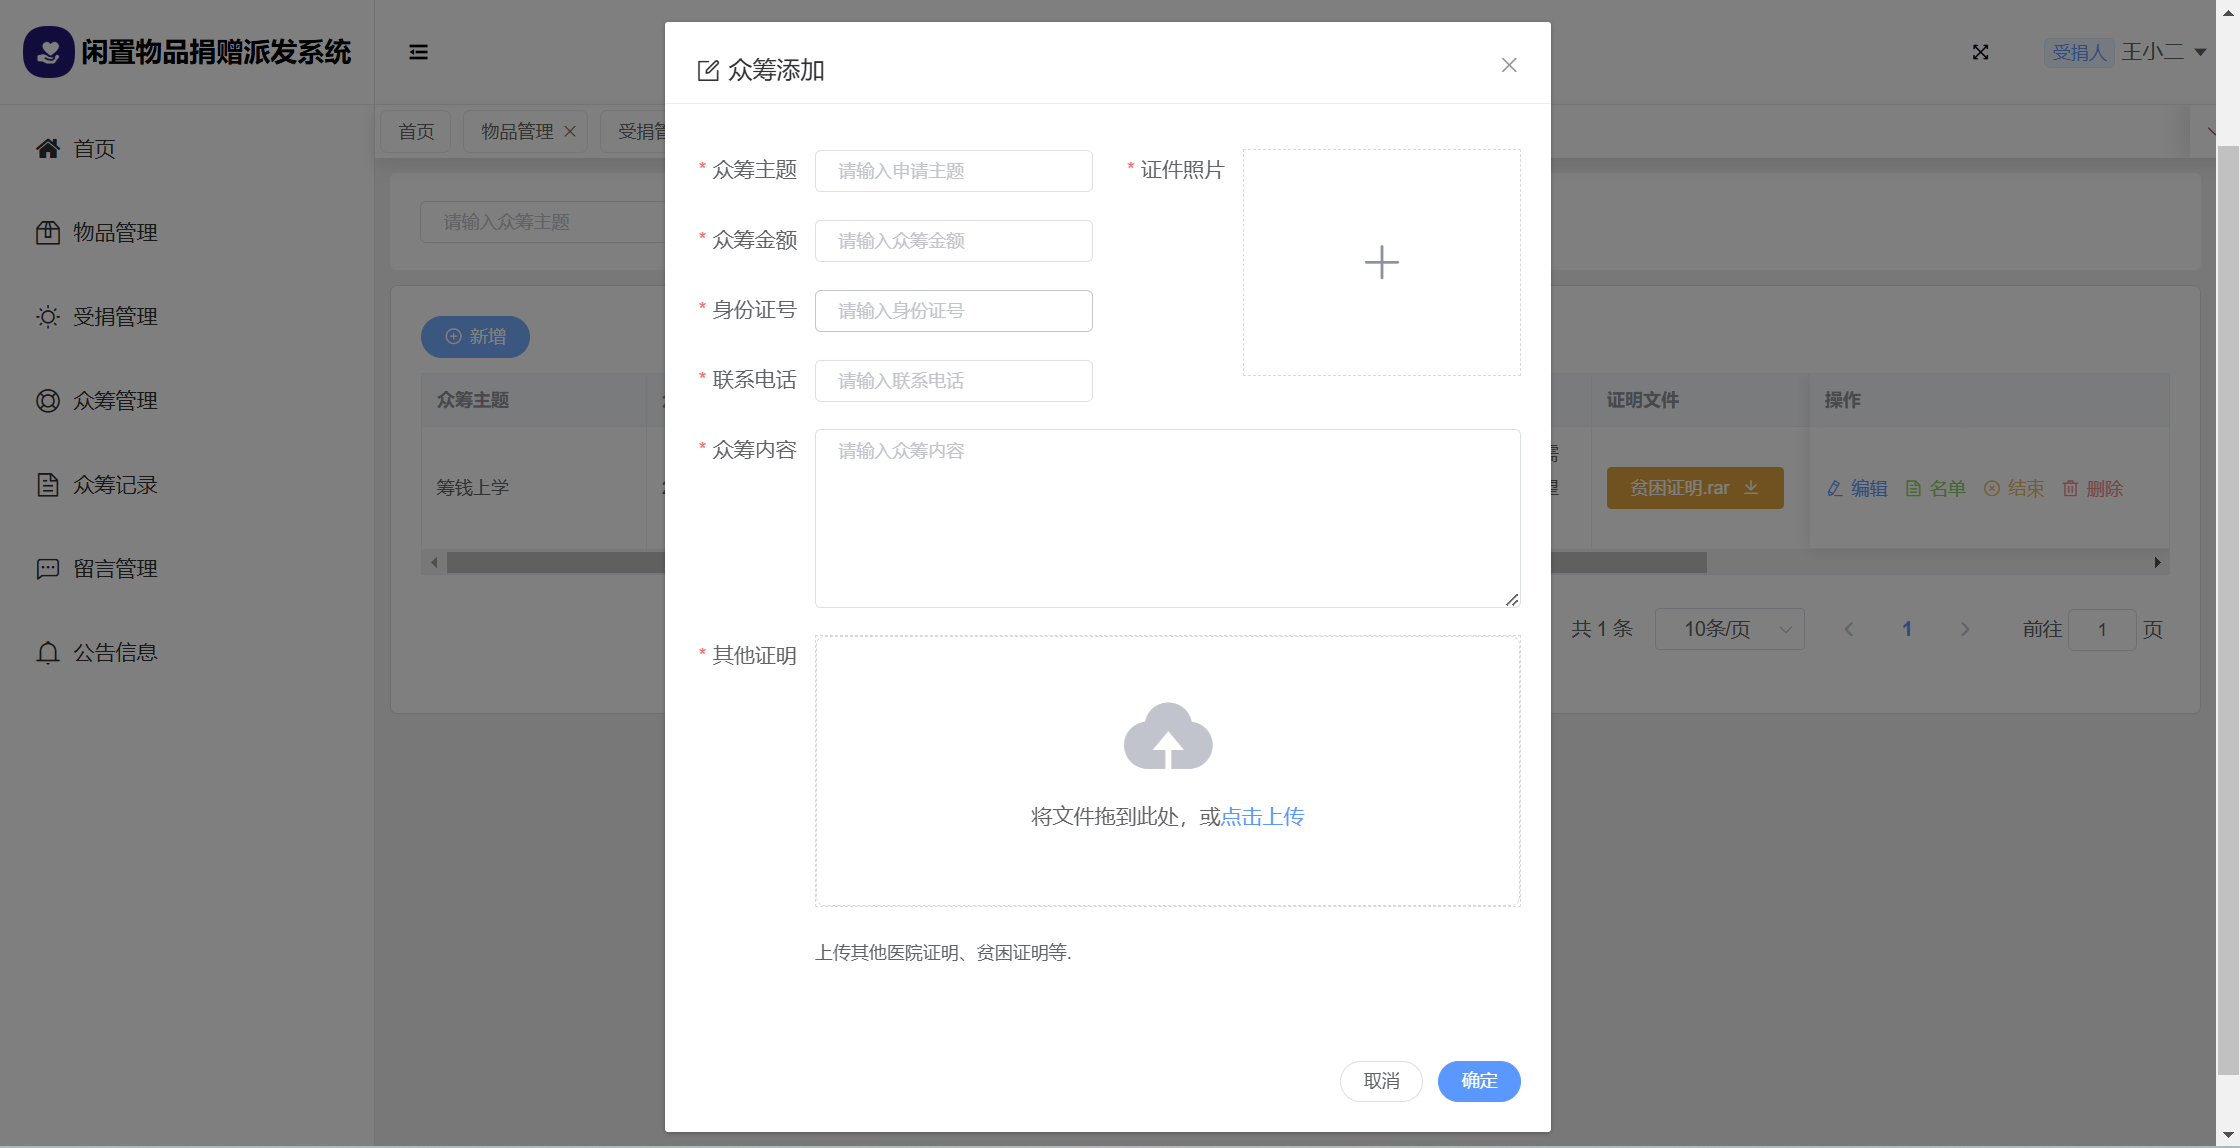 闲置物品捐赠派发系统
受捐人 王小二
首页
物品管理
受捐管理
众筹管理
众筹记录
留言管理
公告信息
首页 物品管理 受捐管
请输入众筹主题
新增
众筹主题 证明文件 操作
筹钱上学 贫困证明.rar 编辑 名单 结束 删除
共 1 条 10条/页 1 前往 1 页
众筹添加
* 众筹主题 请输入申请主题
* 证件照片
* 众筹金额 请输入众筹金额
* 身份证号 请输入身份证号
* 联系电话 请输入联系电话
* 众筹内容 请输入众筹内容
* 其他证明
将文件拖到此处，或点击上传
上传其他医院证明、贫困证明等.
取消 确定